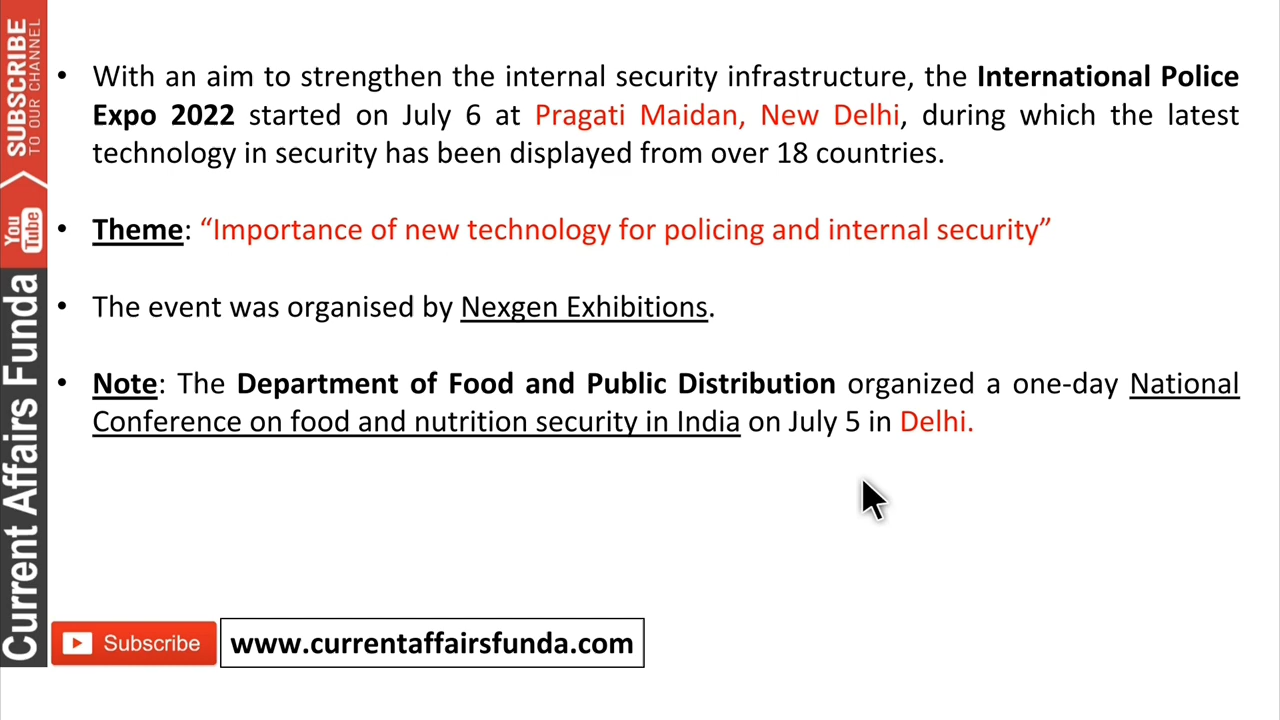 • With an aim to strengthen the internal security infrastructure, the International Police
Expo 2022 started on July 6 at Pragati Maidan, New Delhi, during which the latest
technology in security has been displayed from over 18 countries.
• Theme: “Importance of new technology for policing and internal security”
• The event was organised by Nexgen Exhibitions.
• Note: The Department of Food and Public Distribution organized a one-day National
Conference on food and nutrition security in India on July 5 in Delhi.
SUBSCRIBE
TO OUR CHANNEL
You
Tube
Current Affairs Funda
Subscribe
www.currentaffairsfunda.com